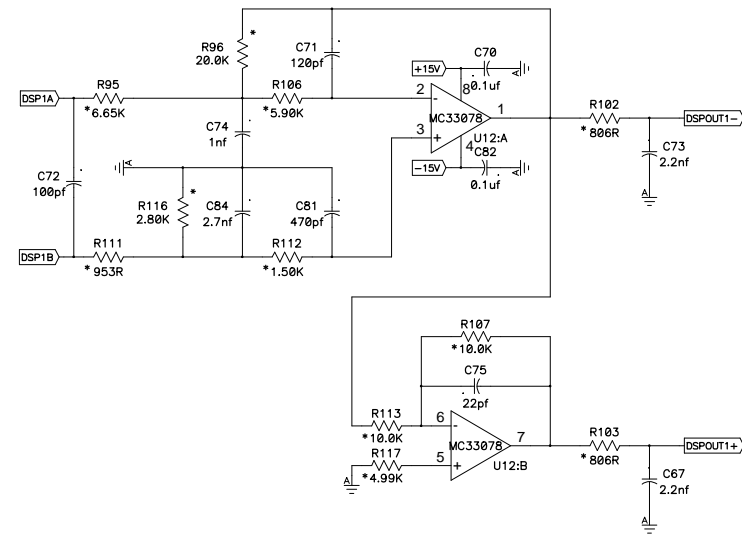 R96
20.0K
*
C71
120pf
C70
0.1uf
A
+15V
DSP1A
R95
*6.65K
R106
*5.90K
2
-
8
MC33078
1
3
+
U12:A
4
R102
*806R
DSPOUT1-
C74
1nf
C82
0.1uf
A
-15V
C73
2.2nf
A
A
C72
100pf
R116
2.80K
*
C84
2.7nf
C81
470pf
DSP1B
R111
*953R
R112
*1.50K
R107
*10.0K
C75
22pf
R113
*10.0K
6
-
MC33078
7
R117
*4.99K
5
+
U12:B
A
R103
*806R
DSPOUT1+
C67
2.2nf
A